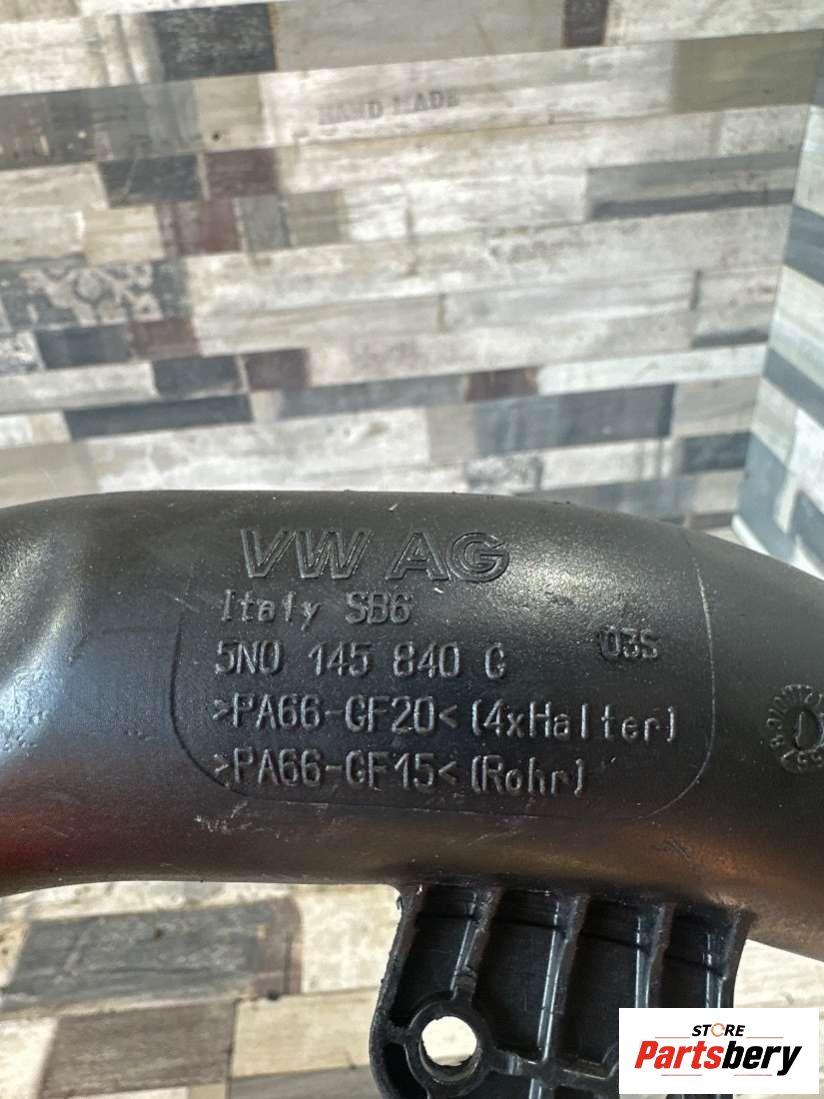 HAND MADE
VW AG
Italy SB6
5N0 145 840 G
03S
>PA66-GF20< (4xHalter)
>PA66-GF15< (Rohr)
STORE
Partsbery